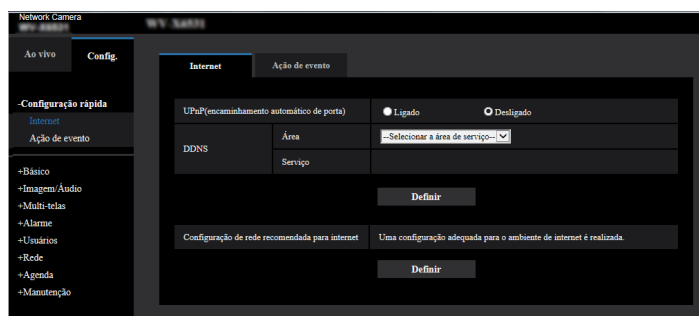 Network Camera
Ao vivo
Config.
Internet
Ação de evento
-Configuração rápida
Internet
Ação de evento
+Básico
+Imagem/Áudio
+Multi-telas
+Alarme
+Usuários
+Rede
+Agenda
+Manutenção
UPnP(encaminhamento automático de porta)
Ligado
Desligado
DDNS
Área
--Selecionar a área de serviço--
Serviço
Definir
Configuração de rede recomendada para internet
Uma configuração adequada para o ambiente de internet é realizada.
Definir